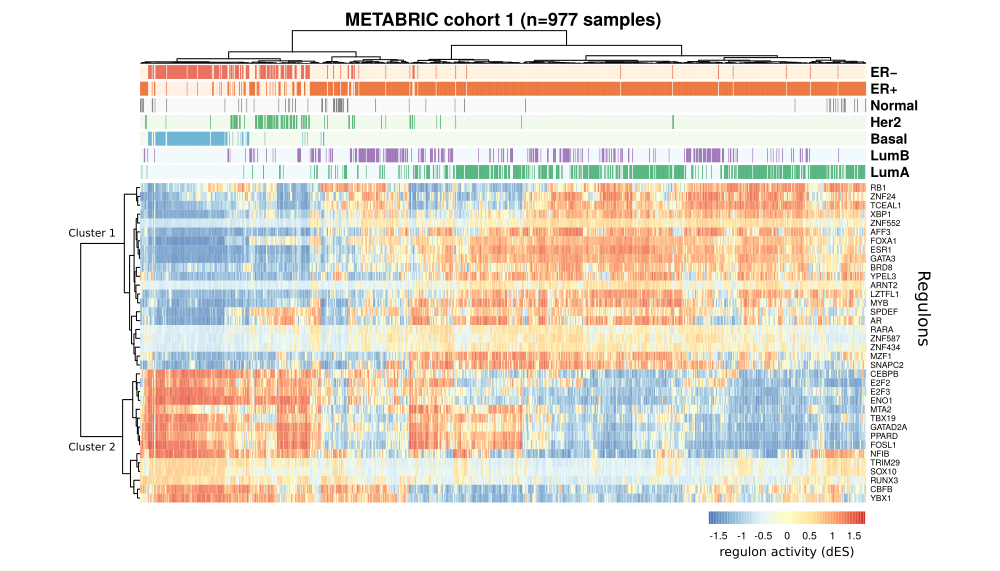 METABRIC cohort 1 (n=977 samples)
ER−
ER+
Normal
Her2
Basal
LumB
LumA
Cluster 1
Cluster 2
RB1
ZNF24
TCEAL1
XBP1
ZNF552
AFF3
FOXA1
ESR1
GATA3
BRD8
YPEL3
ARNT2
LZTFL1
MYB
SPDEF
AR
RARA
ZNF587
ZNF434
MZF1
SNAPC2
CEBPB
E2F2
E2F3
ENO1
MTA2
TBX19
GATAD2A
PPARD
FOSL1
NFIB
TRIM29
SOX10
RUNX3
CBFB
YBX1
Regulons
-1.5 -1 -0.5 0 0.5 1 1.5
regulon activity (dES)